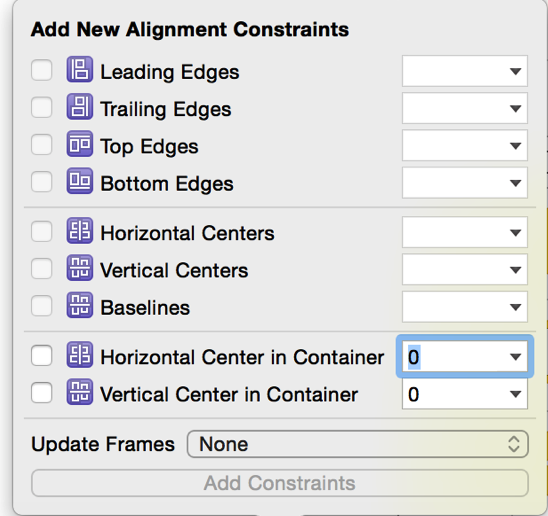 Add New Alignment Constraints
Leading Edges
Trailing Edges
Top Edges
Bottom Edges
Horizontal Centers
Vertical Centers
Baselines
Horizontal Center in Container 0
Vertical Center in Container 0
Update Frames None
Add Constraints